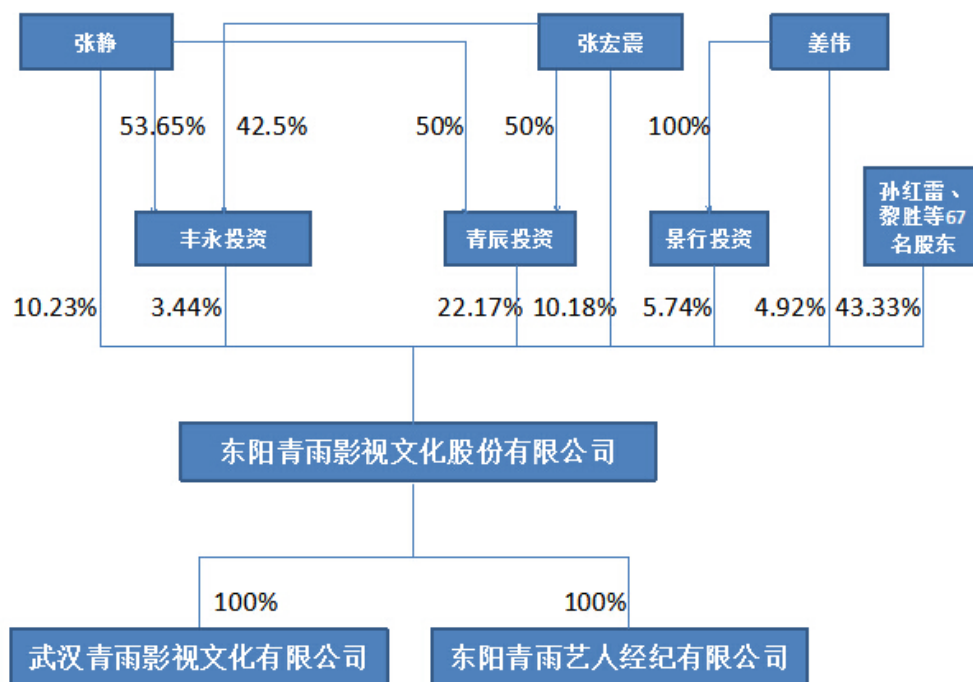 张静
张宏震
姜伟
53.65%
42.5%
50%
50%
100%
孙红雷、
黎胜等67
名股东
丰永投资
青辰投资
景行投资
10.23%
3.44%
22.17%
10.18%
5.74%
4.92%
43.33%
东阳青雨影视文化股份有限公司
100%
100%
武汉青雨影视文化有限公司
东阳青雨艺人经纪有限公司